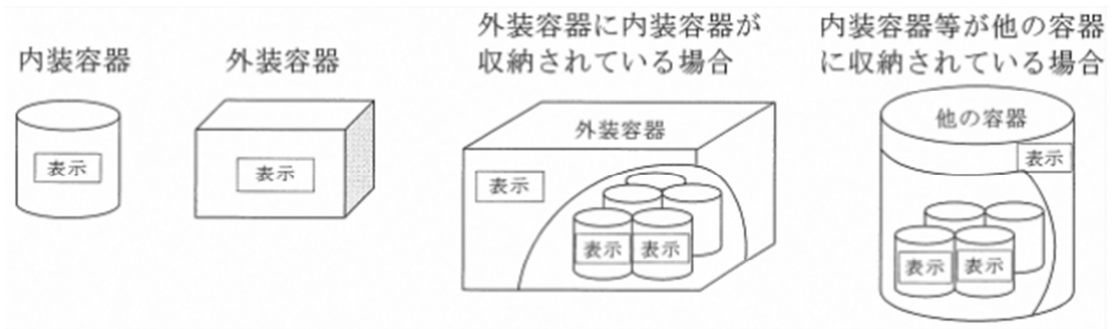 内装容器
表示
外装容器
表示
外装容器に内装容器が
収納されている場合
外装容器
表示
表示
表示
内装容器等が他の容器
に収納されている場合
他の容器
表示
表示
表示